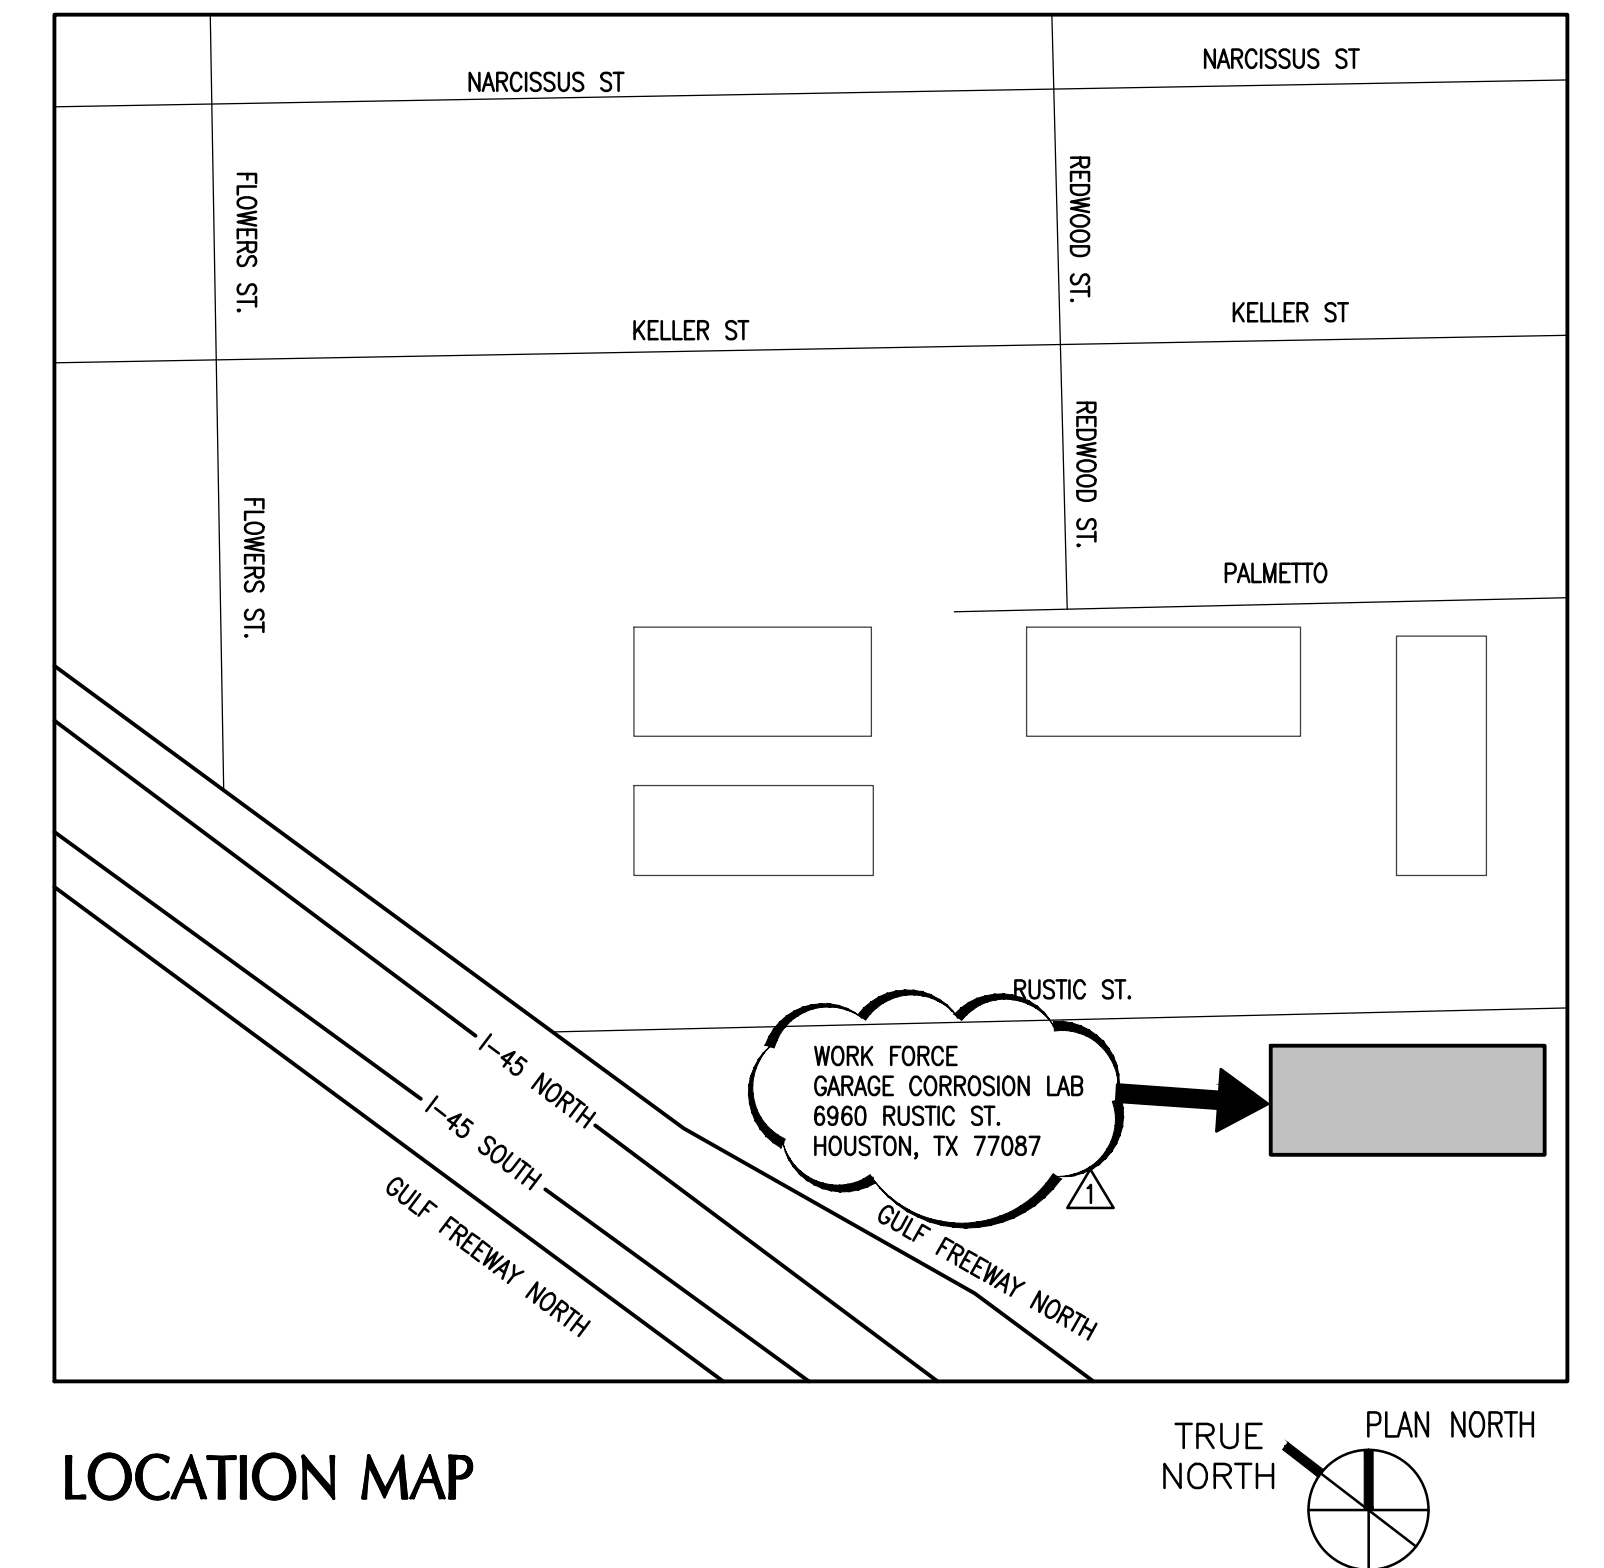 NARCISSUS ST
NARCISSUS ST
FLOWERS ST.
REDWOOD ST.
KELLER ST
KELLER ST
REDWOOD ST.
FLOWERS ST.
PALMETTO
RUSTIC ST.
WORK FORCE
GARAGE CORROSION LAB
6960 RUSTIC ST.
HOUSTON, TX 77087
1
I-45 NORTH
I-45 SOUTH
GULF FREEWAY NORTH
GULF FREEWAY NORTH
LOCATION MAP
TRUE
NORTH
PLAN NORTH